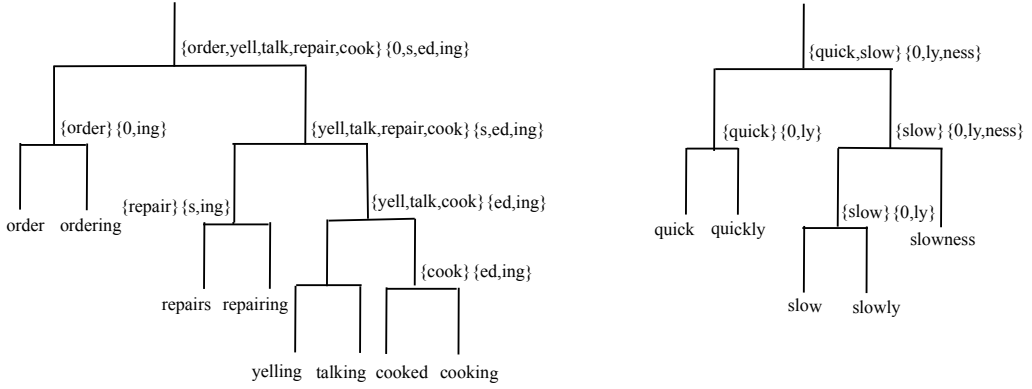 {order,yell,talk,repair,cook}{0,s,ed,ing}
{order}{0,ing}
{yell,talk,repair,cook}{s,ed,ing}
order ordering
{repair}{s,ing}
{yell,talk,cook}{ed,ing}
repairs repairing
{cook}{ed,ing}
yelling talking cooked cooking
{quick,slow}{0,ly,ness}
{quick}{0,ly}
{slow}{0,ly,ness}
quick quickly
{slow}{0,ly}
slowness
slow slowly